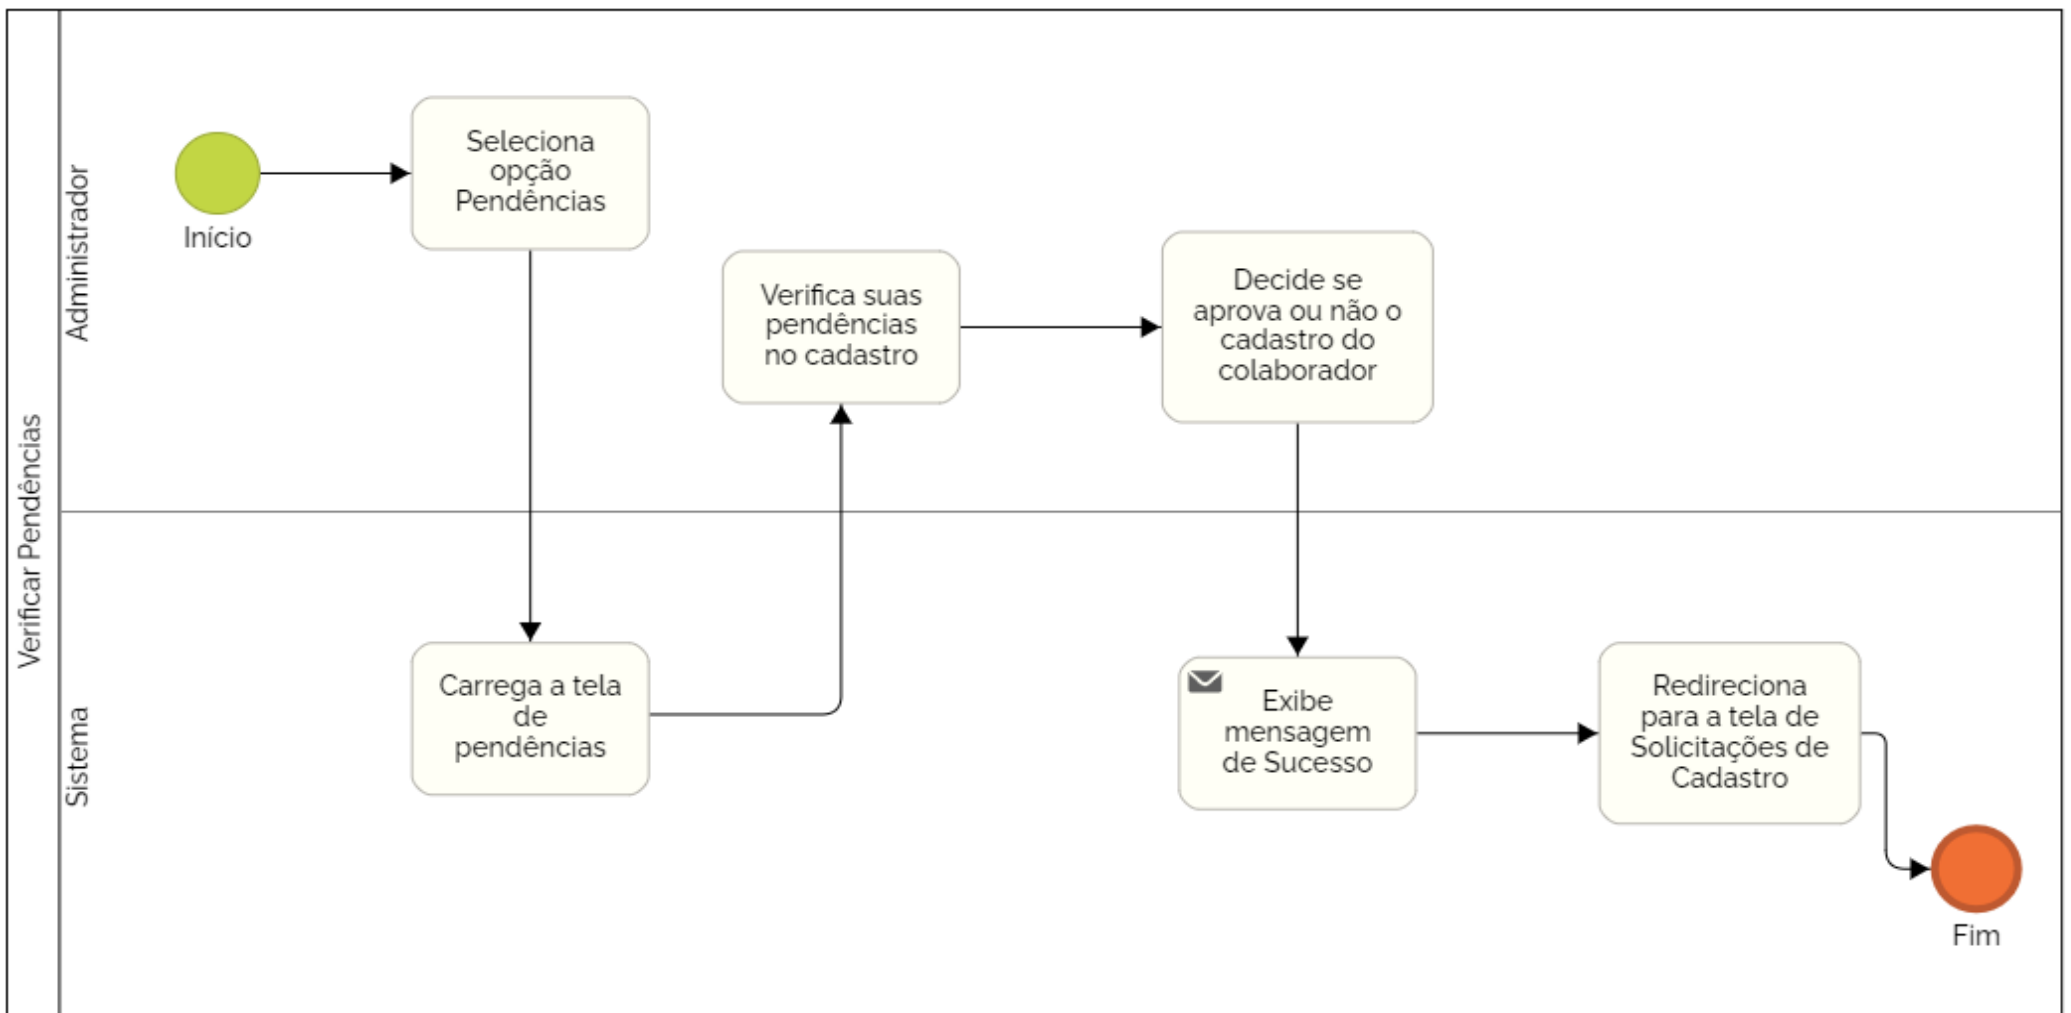 Verificar Pendências
Administrador
Início
Seleciona
opção
Pendências
Verifica suas
pendências
no cadastro
Decide se
aprova ou não o
cadastro do
colaborador
Sistema
Carrega a tela
de
pendências
Exibe
mensagem
de Sucesso
Redireciona
para a tela de
Solicitações de
Cadastro
Fim